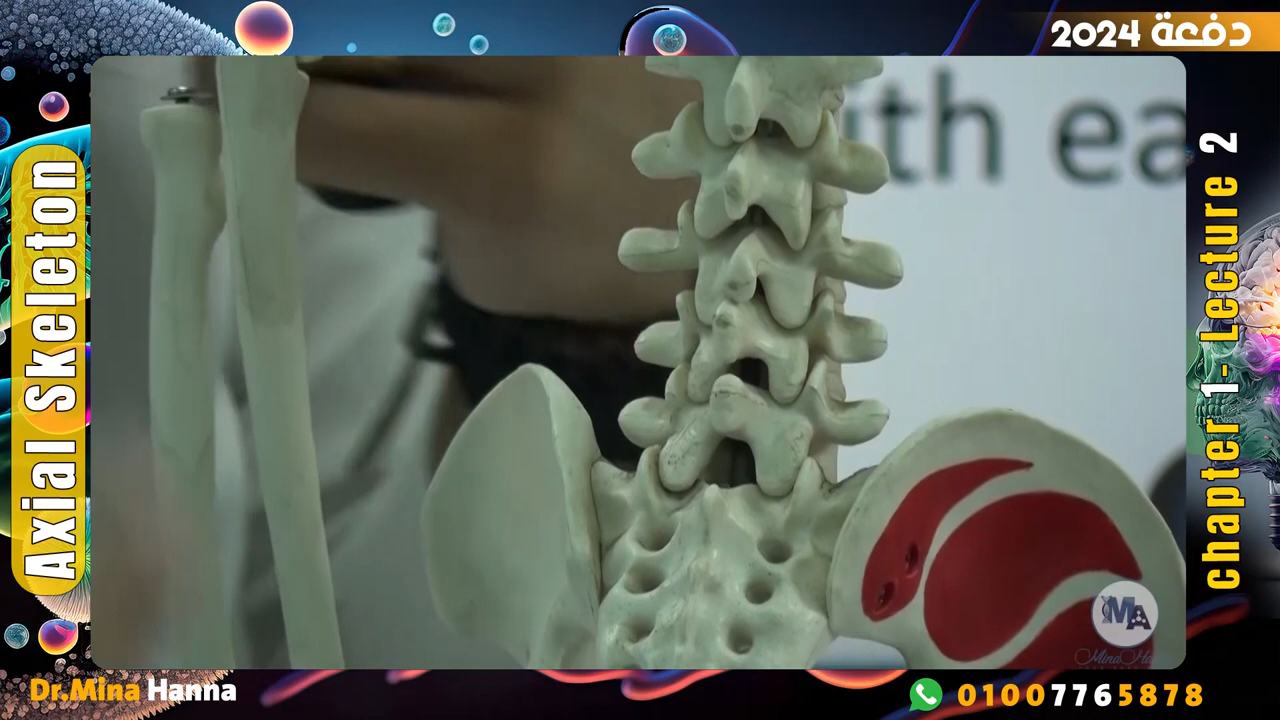 دفعة 2024
ith ea
Axial Skeleton
chapter 1- Lecture 2
MA
Dr.Mina Hanna
01007765878